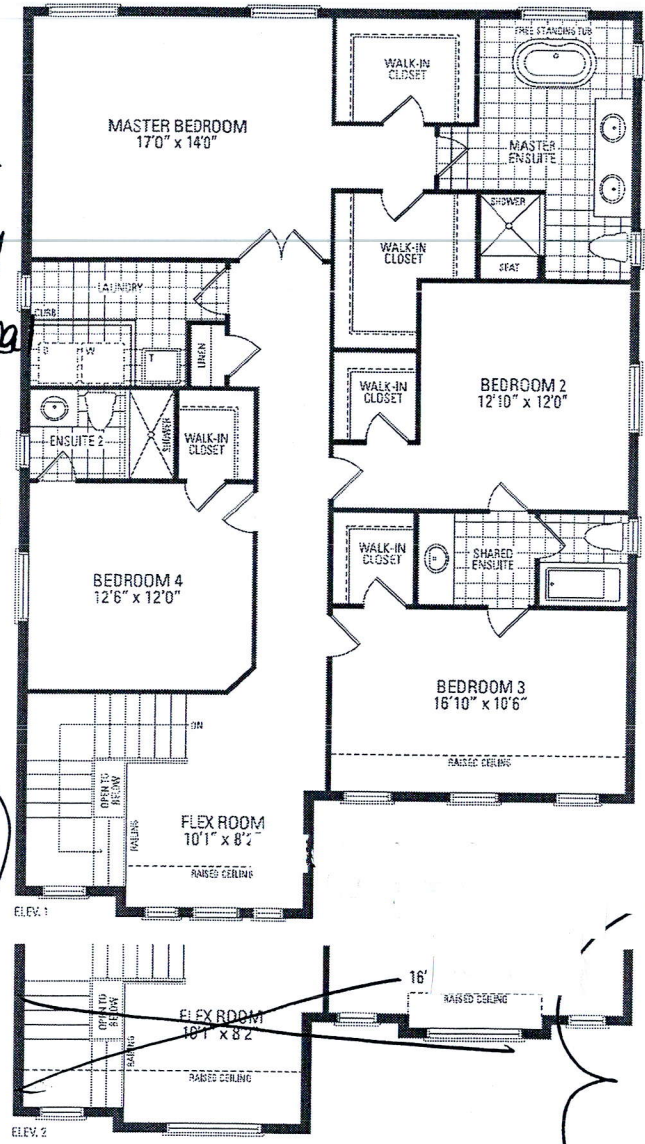 FREE STANDING TUB
WALK-IN
CLOSET
MASTER BEDROOM
17'0" x 14'0"
MASTER
ENSUITE
SHOWER
WALK-IN
CLOSET
SEAT
LAUNDRY
CURB
D
W
T
LINEN
WALK-IN
CLOSET
BEDROOM 2
12'10" x 12'0"
ENSUITE 2
SHOWER
WALK-IN
CLOSET
WALK-IN
CLOSET
SHARED
ENSUITE
BEDROOM 4
12'6" x 12'0"
BEDROOM 3
16'10" x 10'6"
DN
RAISED CEILING
OPEN TO
BELOW
RAILING
FLEX ROOM
10'1" x 8'2"
RAISED CEILING
ELEV. 1
16'
RAISED CEILING
OPEN TO
BELOW
RAILING
FLEX ROOM
10'1" x 8'2"
RAISED CEILING
ELEV. 2